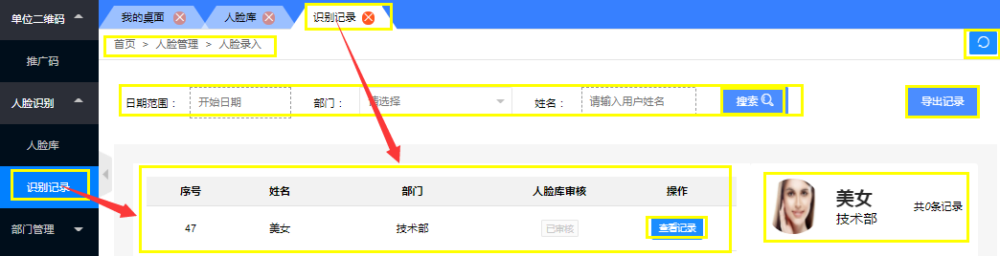 单位二维码
推广码
人脸识别
人脸库
识别记录
部门管理
我的桌面 人脸库 识别记录
首页 > 人脸管理 > 人脸录入
日期范围： 开始日期 部门： 请选择 姓名： 请输入用户姓名 搜索 导出记录
序号 姓名 部门 人脸库审核 操作
47 美女 技术部 已审核 查看记录
美女
技术部
共0条记录